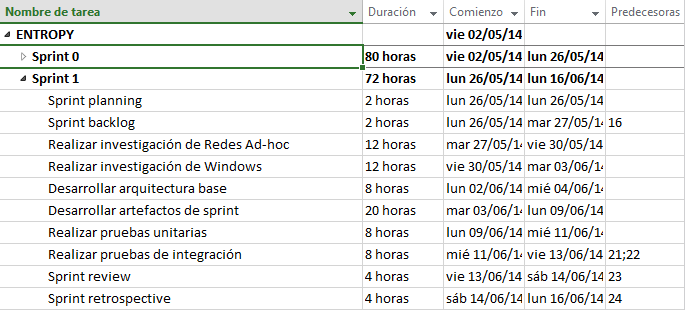 Nombre de tarea Duración Comienzo Fin Predecesoras
ENTROPY vie 02/05/14
Sprint 0 80 horas vie 02/05/14 lun 26/05/14
Sprint 1 72 horas lun 26/05/14 lun 16/06/14
Sprint planning 2 horas lun 26/05/14 lun 26/05/14
Sprint backlog 2 horas lun 26/05/14 mar 27/05/14 16
Realizar investigación de Redes Ad-hoc 12 horas mar 27/05/14 vie 30/05/14
Realizar investigación de Windows 12 horas vie 30/05/14 mar 03/06/14
Desarrollar arquitectura base 8 horas lun 02/06/14 mié 04/06/14
Desarrollar artefactos de sprint 20 horas mar 03/06/14 lun 09/06/14
Realizar pruebas unitarias 8 horas lun 09/06/14 mié 11/06/14
Realizar pruebas de integración 8 horas mié 11/06/14 vie 13/06/14 21;22
Sprint review 4 horas vie 13/06/14 sáb 14/06/14 23
Sprint retrospective 4 horas sáb 14/06/14 lun 16/06/14 24